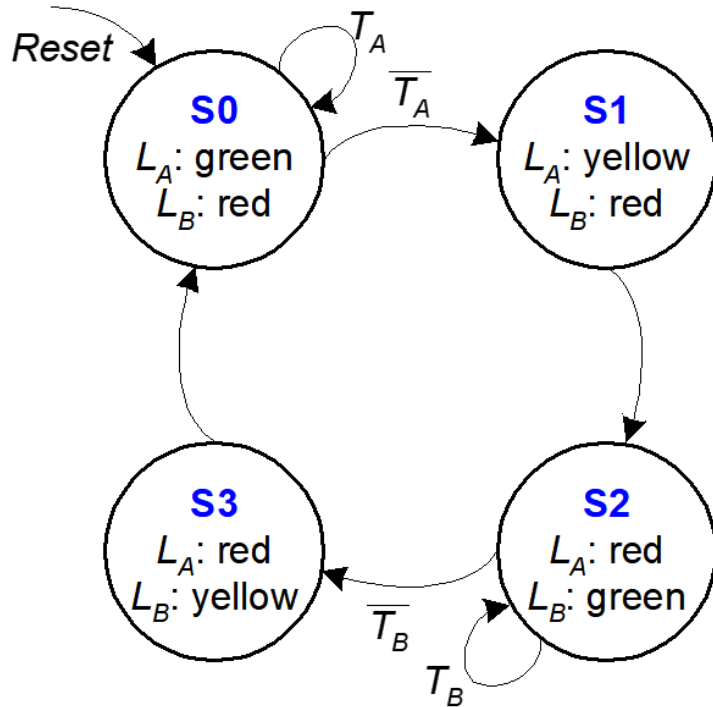 Reset
T_A
S0
L_A: green
L_B: red
T̅_A
S1
L_A: yellow
L_B: red
S3
L_A: red
L_B: yellow
T̅_B
S2
L_A: red
L_B: green
T_B